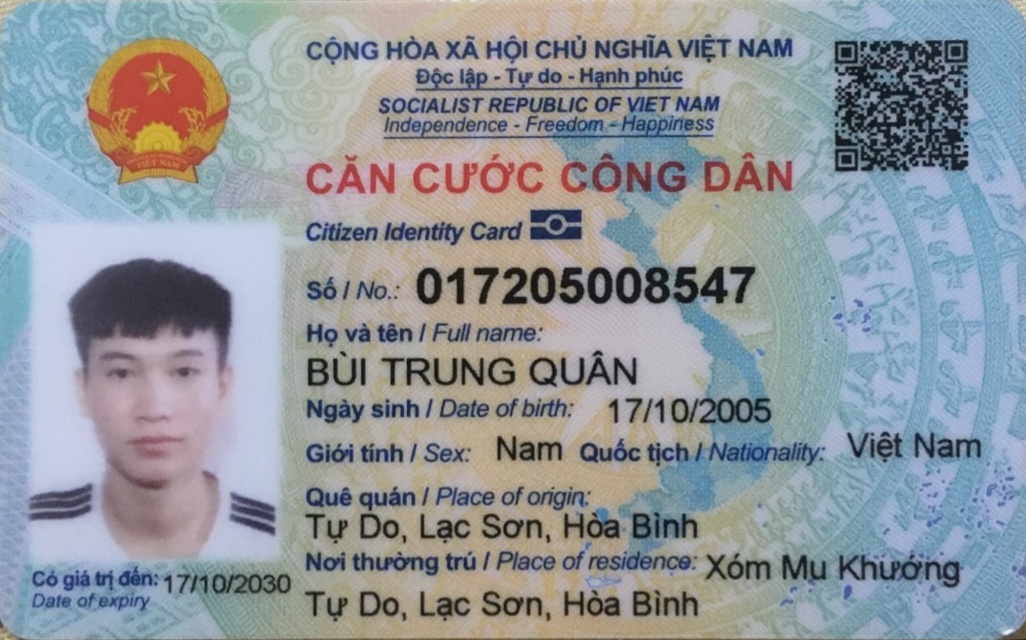 CỘNG HÒA XÃ HỘI CHỦ NGHĨA VIỆT NAM
Độc lập - Tự do - Hạnh phúc
SOCIALIST REPUBLIC OF VIET NAM
Independence - Freedom - Happiness
CĂN CƯỚC CÔNG DÂN
Citizen Identity Card
Số / No.: 017205008547
Họ và tên / Full name:
BÙI TRUNG QUÂN
Ngày sinh / Date of birth: 17/10/2005
Giới tính / Sex: Nam Quốc tịch / Nationality: Việt Nam
Quê quán / Place of origin:
Tự Do, Lạc Sơn, Hòa Bình
Nơi thường trú / Place of residence: Xóm Mu Khướng
Tự Do, Lạc Sơn, Hòa Bình
Có giá trị đến: 17/10/2030
Date of expiry
VIỆT NAM